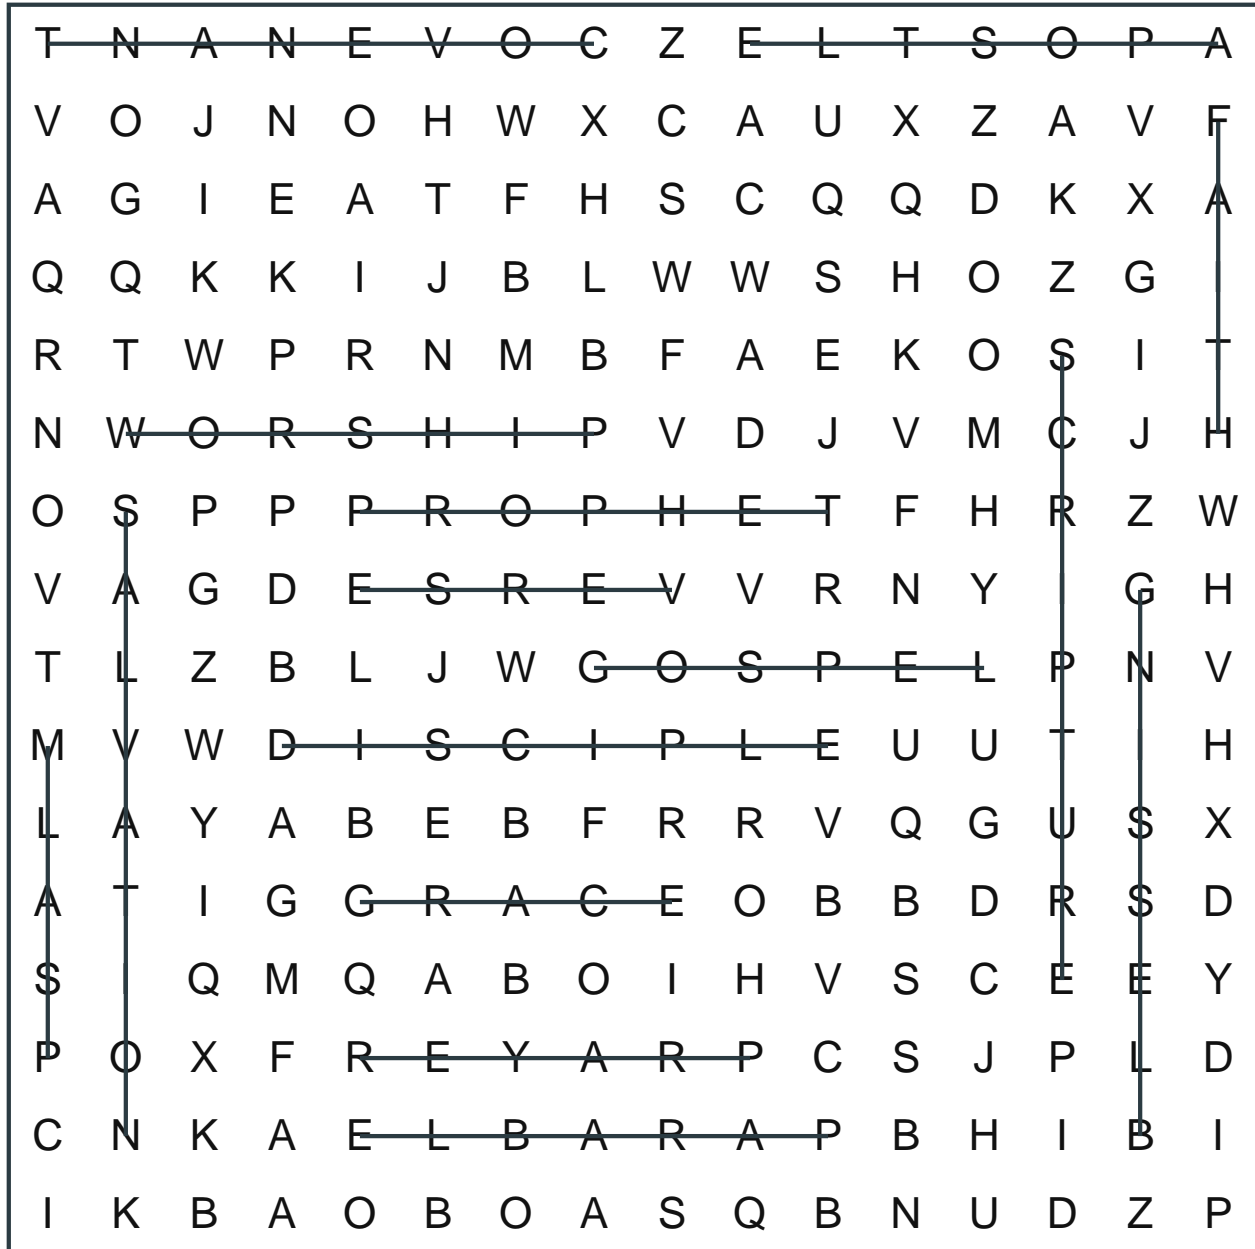 T N A N E V O C Z E L T S O P A
V O J N O H W X C A U X Z A V F
A G I E A T F H S C Q Q D K X A
Q Q K K I J B L W W S H O Z G I
R T W P R N M B F A E K O S I T
N W O R S H I P V D J V M C J H
O S P P P R O P H E T F H R Z W
V A G D E S R E V V R N Y I G H
T L Z B L J W G O S P E L P N V
M V W D I S C I P L E U U T I H
L A Y A B E B F R R V Q G U S X
A T I G G R A C E O B B D R S D
S I Q M Q A B O I H V S C E E Y
P O X F R E Y A R P C S J P L D
C N K A E L B A R A P B H I B I
I K B A O B O A S Q B N U D Z P